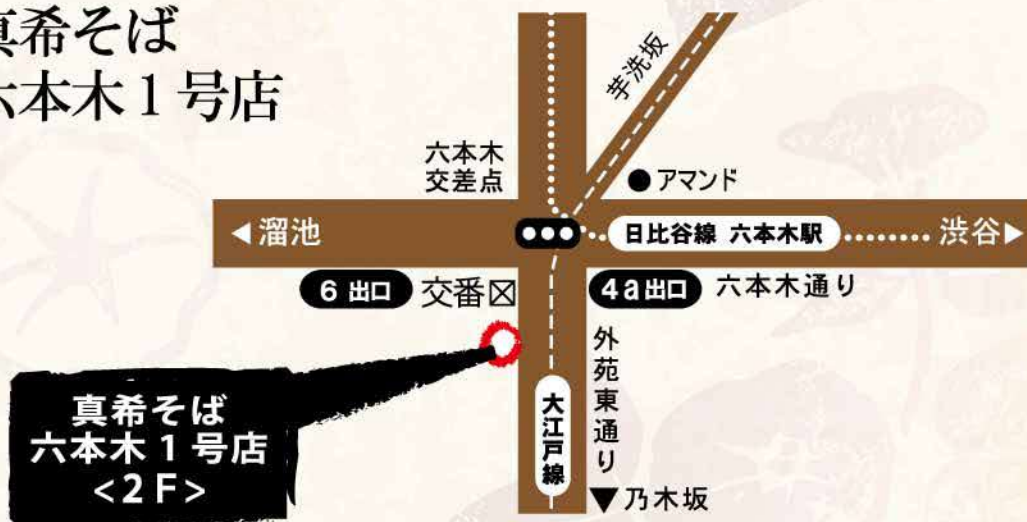 真希そば
六本木１号店
芋洗坂
六本木
交差点
●アマンド
◀溜池
日比谷線 六本木駅
渋谷▶
6 出口
交番
4a出口
六本木通り
外苑東通り
大江戸線
▼乃木坂
真希そば
六本木１号店
<2F>